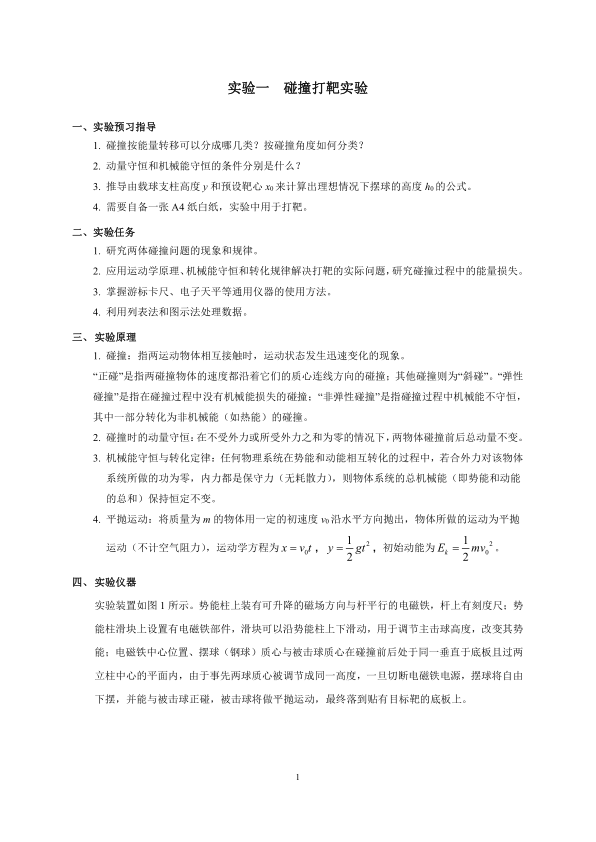 实验一 碰撞打靶实验
一、实验预习指导
1. 碰撞按能量转移可以分成哪几类？按碰撞角度如何分类？
2. 动量守恒和机械能守恒的条件分别是什么？
3. 推导由载球支柱高度 y 和预设靶心 x₀ 来计算出理想情况下摆球的高度 h₀ 的公式。
4. 需要自备一张 A4 纸白纸，实验中用于打靶。
二、实验任务
1. 研究两体碰撞问题的现象和规律。
2. 应用运动学原理、机械能守恒和转化规律解决打靶的实际问题，研究碰撞过程中的能量损失。
3. 掌握游标卡尺、电子天平等通用仪器的使用方法。
4. 利用列表法和图示法处理数据。
三、 实验原理
1. 碰撞：指两运动物体相互接触时，运动状态发生迅速变化的现象。
“正碰”是指两碰撞物体的速度都沿着它们的质心连线方向的碰撞；其他碰撞则为“斜碰”。“弹性
碰撞”是指在碰撞过程中没有机械能损失的碰撞；“非弹性碰撞”是指碰撞过程中机械能不守恒，
其中一部分转化为非机械能（如热能）的碰撞。
2. 碰撞时的动量守恒：在不受外力或所受外力之和为零的情况下，两物体碰撞前后总动量不变。
3. 机械能守恒与转化定律：任何物理系统在势能和动能相互转化的过程中，若合外力对该物体
系统所做的功为零，内力都是保守力（无耗散力），则物体系统的总机械能（即势能和动能
的总和）保持恒定不变。
4. 平抛运动：将质量为 m 的物体用一定的初速度 v₀ 沿水平方向抛出，物体所做的运动为平抛
运动（不计空气阻力），运动学方程为 x = v₀t ， y = 1/2 gt² ，初始动能为 Eₖ = 1/2 mv₀² 。
四、 实验仪器
实验装置如图 1 所示。势能柱上装有可升降的磁场方向与杆平行的电磁铁，杆上有刻度尺；势
能柱滑块上设置有电磁铁部件，滑块可以沿势能柱上下滑动，用于调节主击球高度，改变其势
能；电磁铁中心位置、摆球（钢球）质心与被击球质心在碰撞前后处于同一垂直于底板且过两
立柱中心的平面内，由于事先两球质心被调节成同一高度，一旦切断电磁铁电源，摆球将自由
下摆，并能与被击球正碰，被击球将做平抛运动，最终落到贴有目标靶的底板上。
1